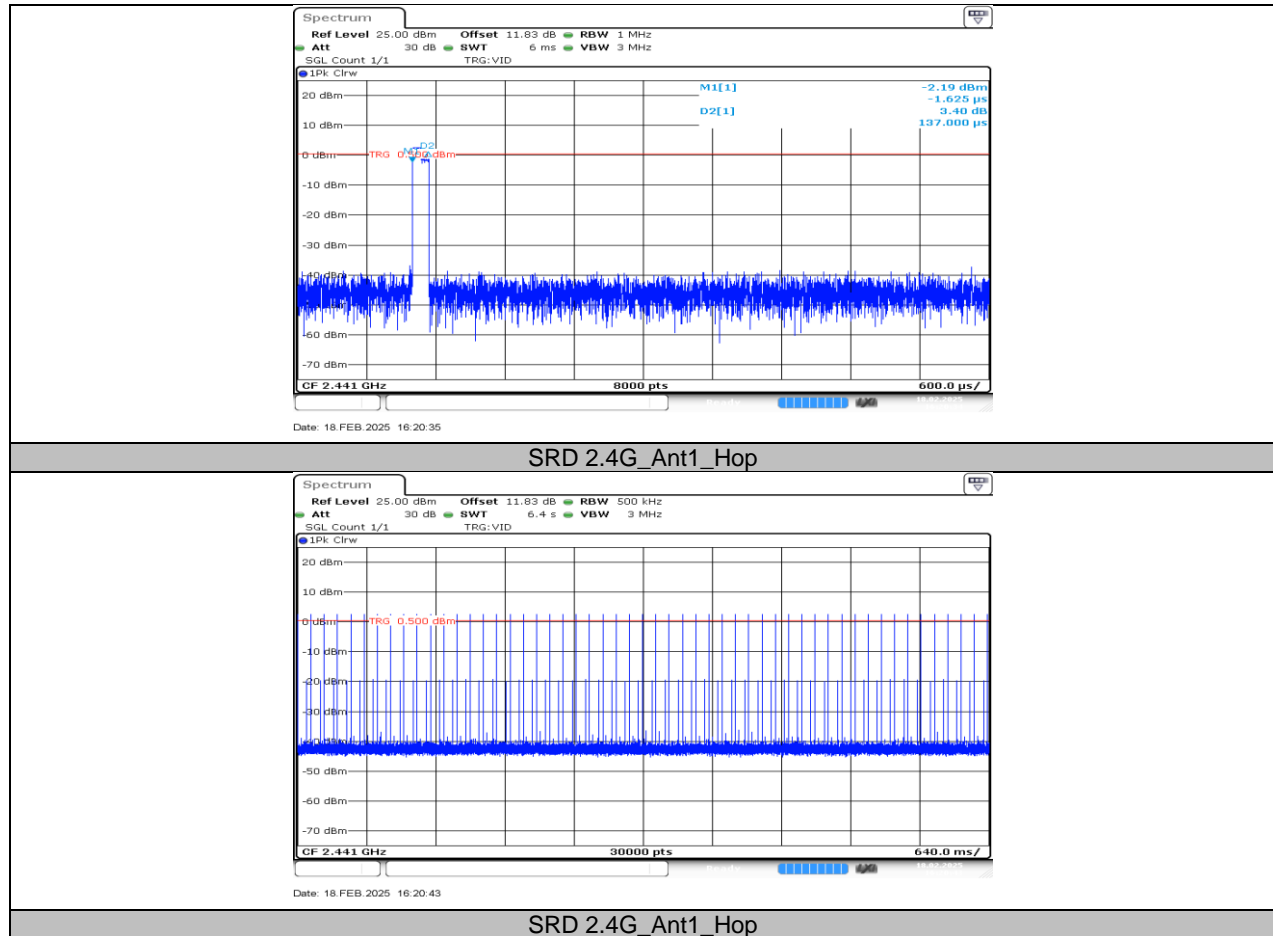 Spectrum
Ref Level 25.00 dBm Offset 11.83 dB RBW 1 MHz
Att 30 dB SWT 6 ms VBW 3 MHz
SGL Count 1/1 TRG:VID
1Pk Clrw
M1[1] -2.19 dBm
-1.625 µs
D2[1] 3.40 dB
137.000 µs
20 dBm
10 dBm
D2
0 dBm TRG 0.500 dBm
-10 dBm
-20 dBm
-30 dBm
-40 dBm
-60 dBm
-70 dBm
CF 2.441 GHz 8000 pts 600.0 µs/
Date: 18.FEB.2025 16:20:35
SRD 2.4G_Ant1_Hop
Spectrum
Ref Level 25.00 dBm Offset 11.83 dB RBW 500 kHz
Att 30 dB SWT 6.4 s VBW 3 MHz
SGL Count 1/1 TRG:VID
1Pk Clrw
20 dBm
10 dBm
0 dBm TRG 0.500 dBm
-10 dBm
-20 dBm
-30 dBm
-50 dBm
-60 dBm
-70 dBm
CF 2.441 GHz 30000 pts 640.0 ms/
Date: 18.FEB.2025 16:20:43
SRD 2.4G_Ant1_Hop